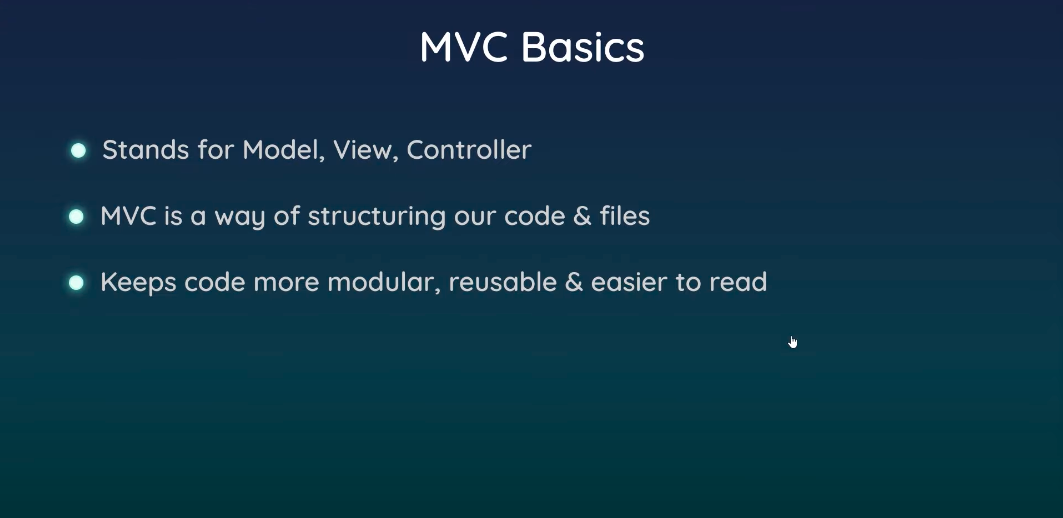 MVC Basics
Stands for Model, View, Controller
MVC is a way of structuring our code & files
Keeps code more modular, reusable & easier to read